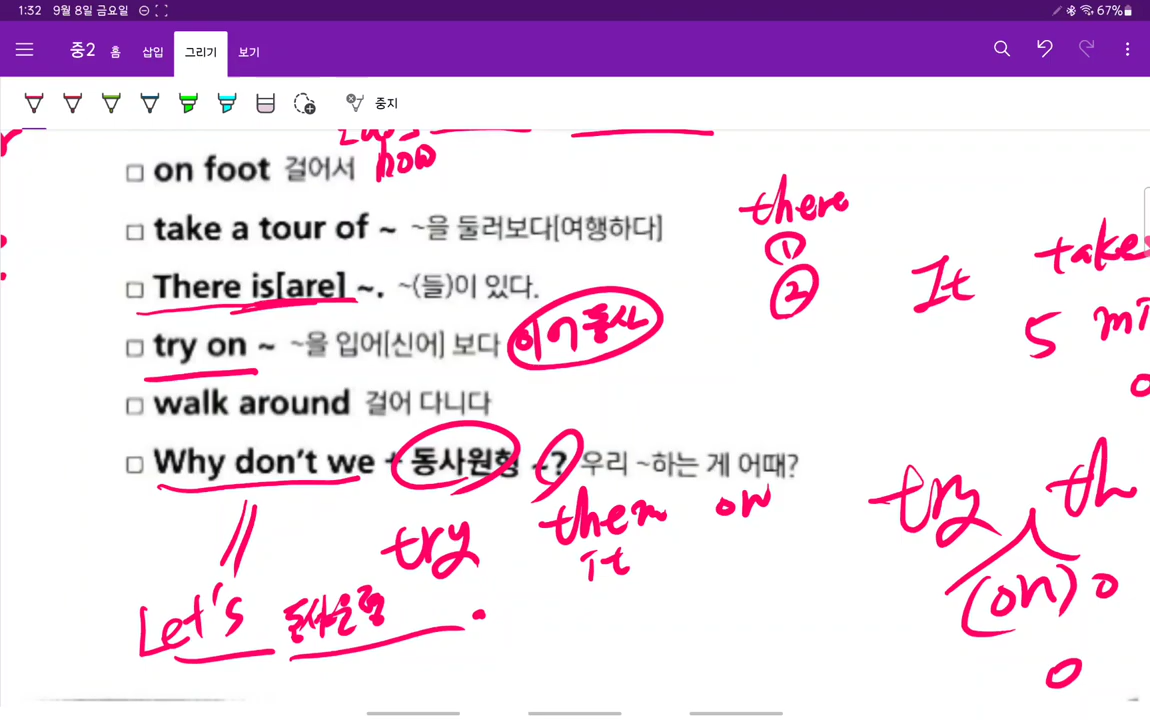 1:32 9월 8일 금요일 67%
중2 홈 삽입 그리기 보기
중지
on foot 걸어서
take a tour of ~ ~을 둘러보다[여행하다]
there
①
②
It takes
5
There is[are] ~. ~(들)이 있다.
try on ~ ~을 입어[신어] 보다 이어동사
walk around 걸어 다니다
Why don't we + 동사원형 ~? 우리 ~하는 게 어때?
try them on
it
try th
(on) o
o
Let's 동사원형 .